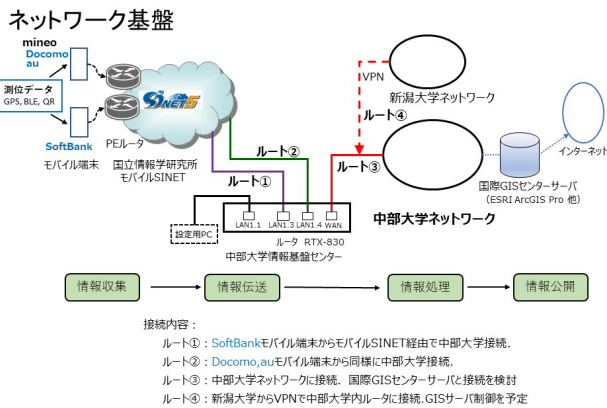 ネットワーク基盤
mineo
Docomo
au
測位データ
GPS, BLE, QR
SoftBank
モバイル端末
PEルータ
SINET5
国立情報学研究所
モバイルSINET
ルート②
ルート①
VPN
新潟大学ネットワーク
ルート④
ルート③
インターネット
国際GISセンターサーバ
(ESRI ArcGIS Pro 他)
中部大学ネットワーク
設定用PC
LAN1.1 LAN1.3 LAN1.4 WAN
ルータ RTX-830
中部大学情報基盤センター
情報収集 情報伝送 情報処理 情報公開
接続内容：
ルート①：SoftBankモバイル端末からモバイルSINET経由で中部大学接続.
ルート②：Docomo,auモバイル端末から同様に中部大学接続.
ルート③：中部大学ネットワークに接続. 国際GISセンターサーバと接続を検討
ルート④：新潟大学からVPNで中部大学内ルータに接続.GISサーバ制御を予定